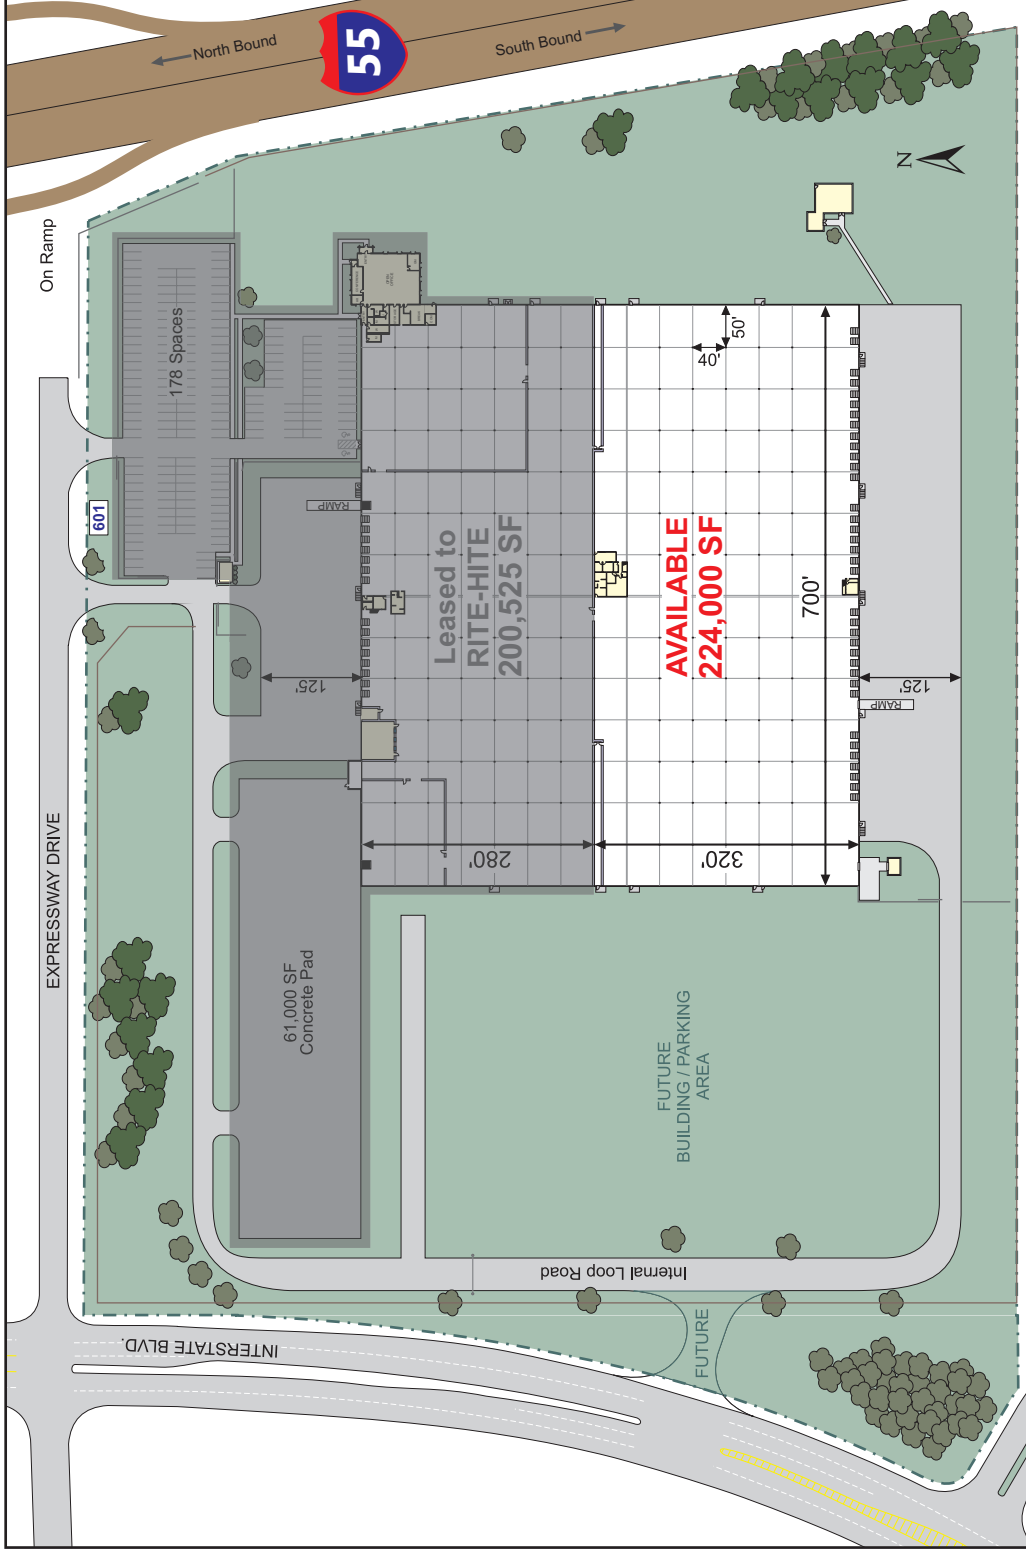 North Bound
55
South Bound
On Ramp
N
178 Spaces
601
EXPRESSWAY DRIVE
RAMP
125'
Leased to
RITE-HITE
200,525 SF
AVAILABLE
224,000 SF
50'
40'
700'
280'
320'
125'
RAMP
61,000 SF
Concrete Pad
FUTURE
BUILDING / PARKING
AREA
Internal Loop Road
FUTURE
INTERSTATE BLVD.